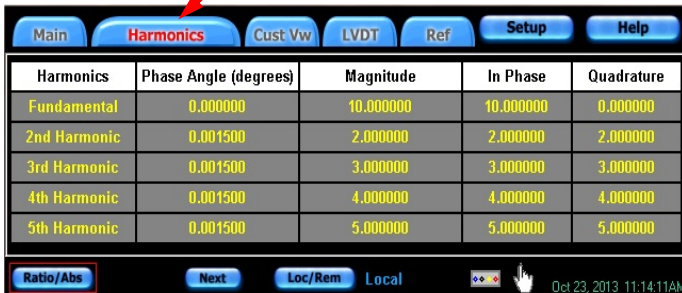 Main Harmonics Cust Vw LVDT Ref Setup Help
Harmonics Phase Angle (degrees) Magnitude In Phase Quadrature
Fundamental 0.000000 10.000000 10.000000 0.000000
2nd Harmonic 0.001500 2.000000 2.000000 2.000000
3rd Harmonic 0.001500 3.000000 3.000000 3.000000
4th Harmonic 0.001500 4.000000 4.000000 4.000000
5th Harmonic 0.001500 5.000000 5.000000 5.000000
Ratio/Abs Next Loc/Rem Local Oct 23, 2013 11:14:11AM